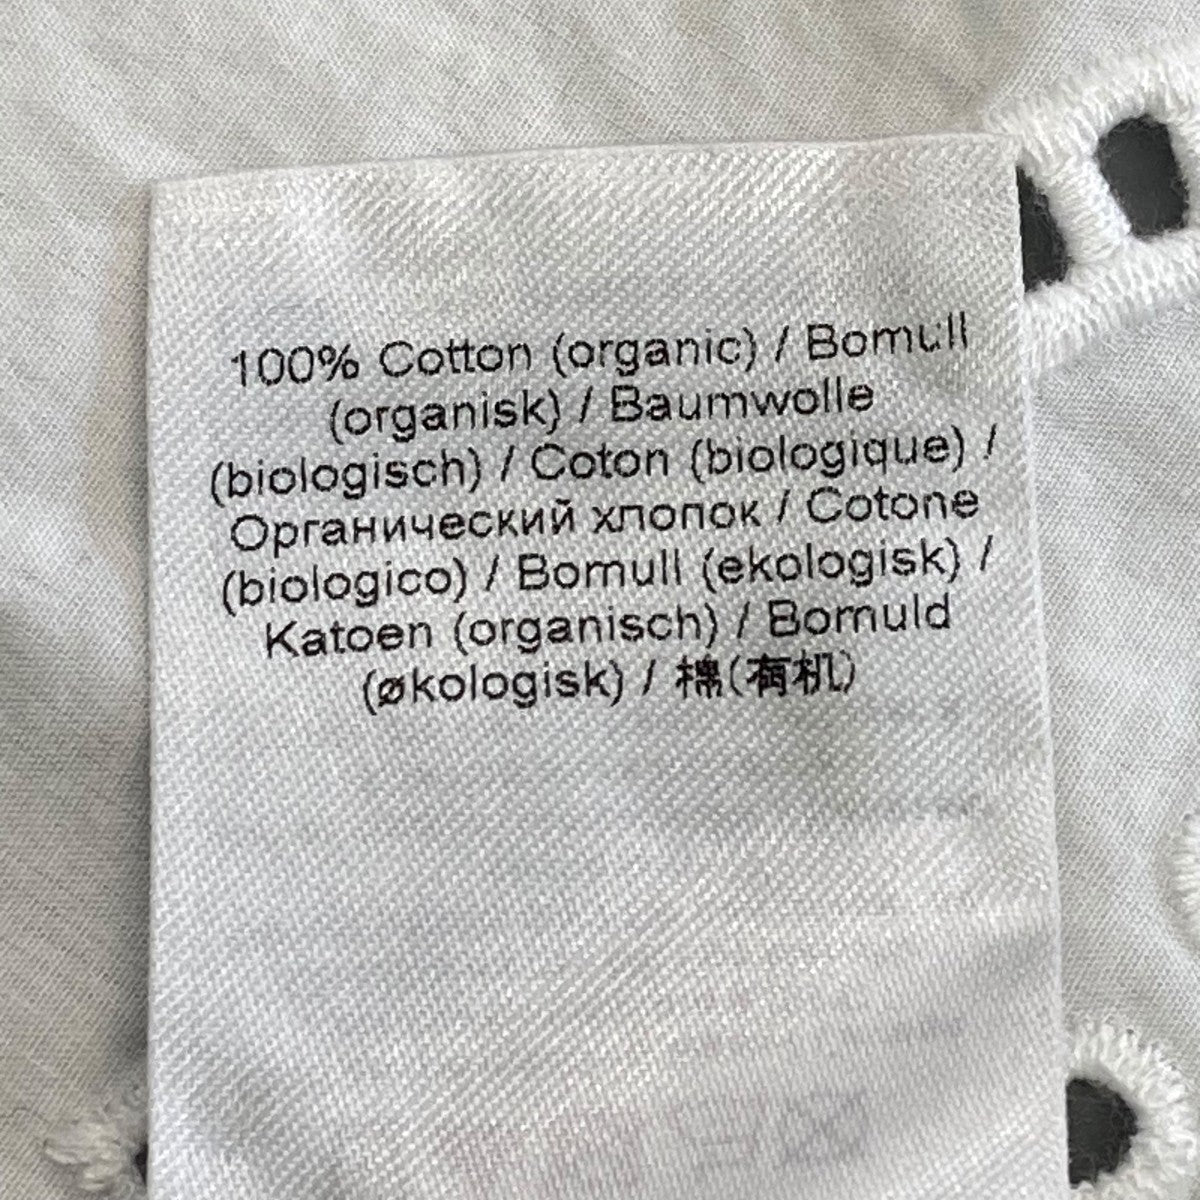 100% Cotton (organic) / Bomull
(organisk) / Baumwolle
(biologisch) / Coton (biologique) /
Органический хлопок / Cotone
(biologico) / Bomull (ekologisk) /
Katoen (organisch) / Bomuld
(økologisk) / 棉(有机)